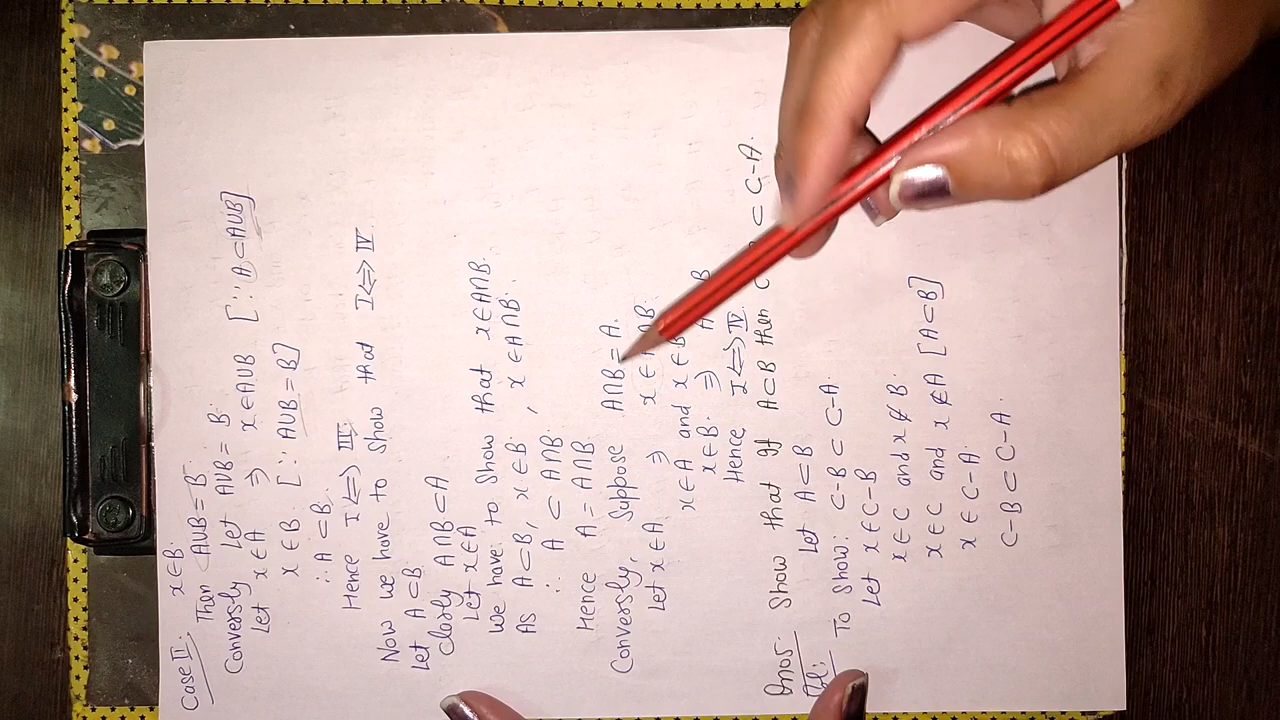 Case II: x∈B.
Then A∪B = B.
Conversly Let A∪B = B.
Let x∈A ⇒ x∈A∪B [∵ A⊂A∪B]
x∈B. [∵ A∪B = B]
∴ A⊂B.
Hence I⇔III.
Now we have to show that I⇔IV.
Let A⊂B
Clearly A∩B⊂A
Let x∈A
We have to show that x∈A∩B.
As A⊂B, x∈B , x∈A∩B.
∴ A⊂A∩B
Hence A = A∩B
Conversly, Suppose A∩B = A.
Let x∈A ⇒ x∈A∩B.
x∈A and x∈B
x∈B. ⇒ A B
Hence I⇔IV.
Show that If A⊂B then C ⊂ C-A.
Let A⊂B
To Show: C-B⊂C-A.
Let x∈C-B
x∈C and x∉B.
x∈C and x∉A [A⊂B]
x∈C-A.
C-B⊂C-A.